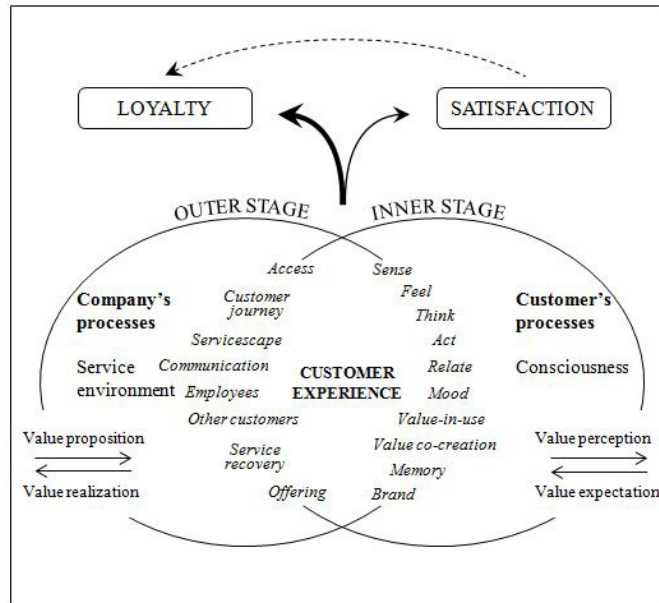 LOYALTY
SATISFACTION
OUTER STAGE
INNER STAGE
Company's
processes
Service
environment
Value proposition
Value realization
Access
Customer
journey
Servicescape
Communication
Employees
Other customers
Service
recovery
Offering
CUSTOMER
EXPERIENCE
Sense
Feel
Think
Act
Relate
Mood
Value-in-use
Value co-creation
Memory
Brand
Customer's
processes
Consciousness
Value perception
Value expectation